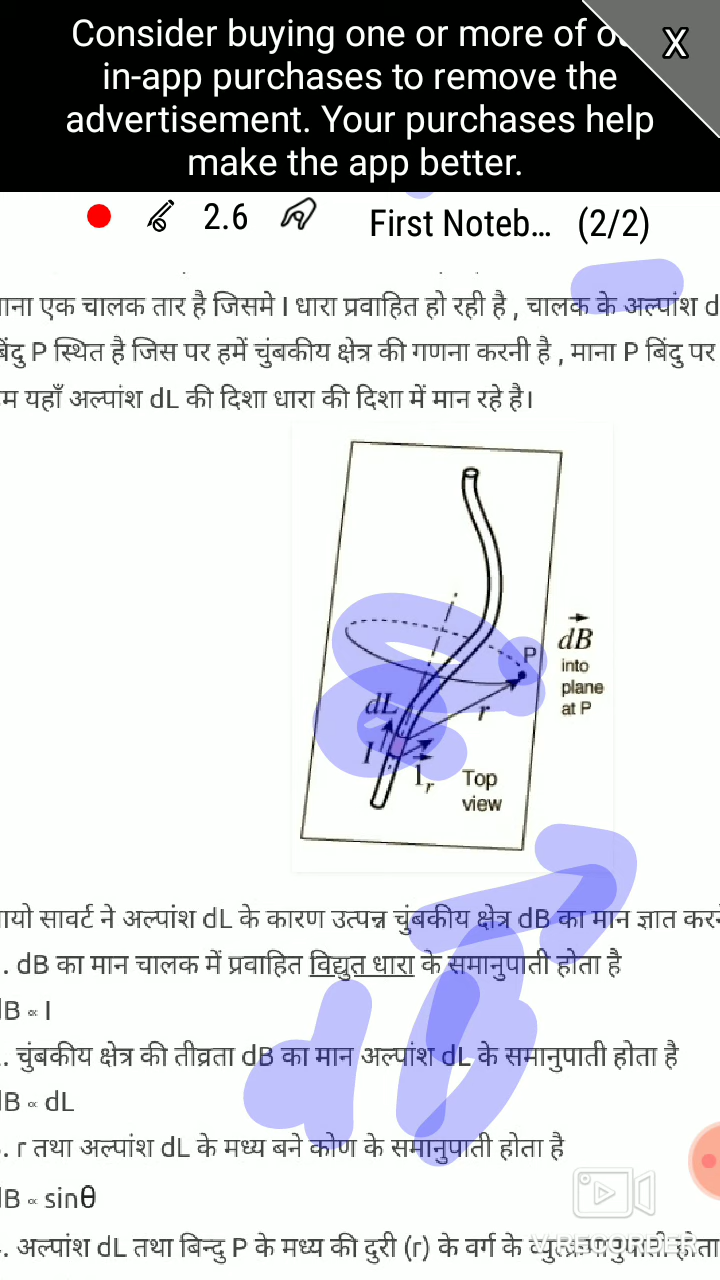 Consider buying one or more of
in-app purchases to remove the
advertisement. Your purchases help
make the app better.
X
2.6 First Noteb... (2/2)
एक चालक तार है जिसमे I धारा प्रवाहित हो रही है , चालक के अल्पांश d
P स्थित है जिस पर हमें चुंबकीय क्षेत्र की गणना करनी है , माना P बिंदु पर
यहाँ अल्पांश dL की दिशा धारा की दिशा में मान रहे है।
P
dB
into
plane
at P
dL
r
I
1r
Top
view
सावर्ट ने अल्पांश dL के कारण उत्पन्न चुंबकीय क्षेत्र dB का मान ज्ञात
. dB का मान चालक में प्रवाहित विद्युत धारा के समानुपाती होता है
B ∝ I
. चुंबकीय क्षेत्र की तीव्रता dB का मान अल्पांश dL के समानुपाती होता है
B ∝ dL
. r तथा अल्पांश dL के मध्य बने कोण के समानुपाती होता है
B ∝ sinθ
. अल्पांश dL तथा बिन्दु P के मध्य की दुरी (r) के वर्ग के व्युत्क्रमानुपाती होता
V RECORDER
dB